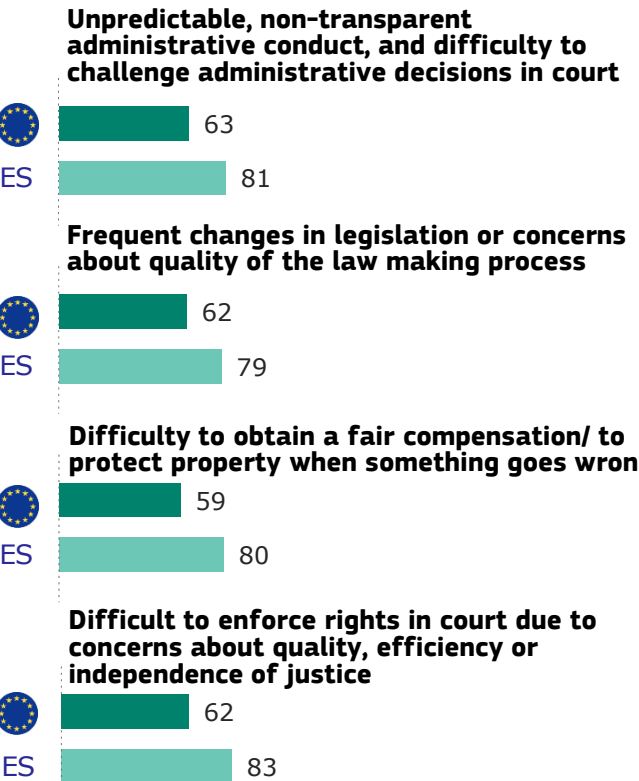 Unpredictable, non-transparent
administrative conduct, and difficulty to
challenge administrative decisions in court
63
ES 81
Frequent changes in legislation or concerns
about quality of the law making process
62
ES 79
Difficulty to obtain a fair compensation/ to
protect property when something goes wron
59
ES 80
Difficult to enforce rights in court due to
concerns about quality, efficiency or
independence of justice
62
ES 83